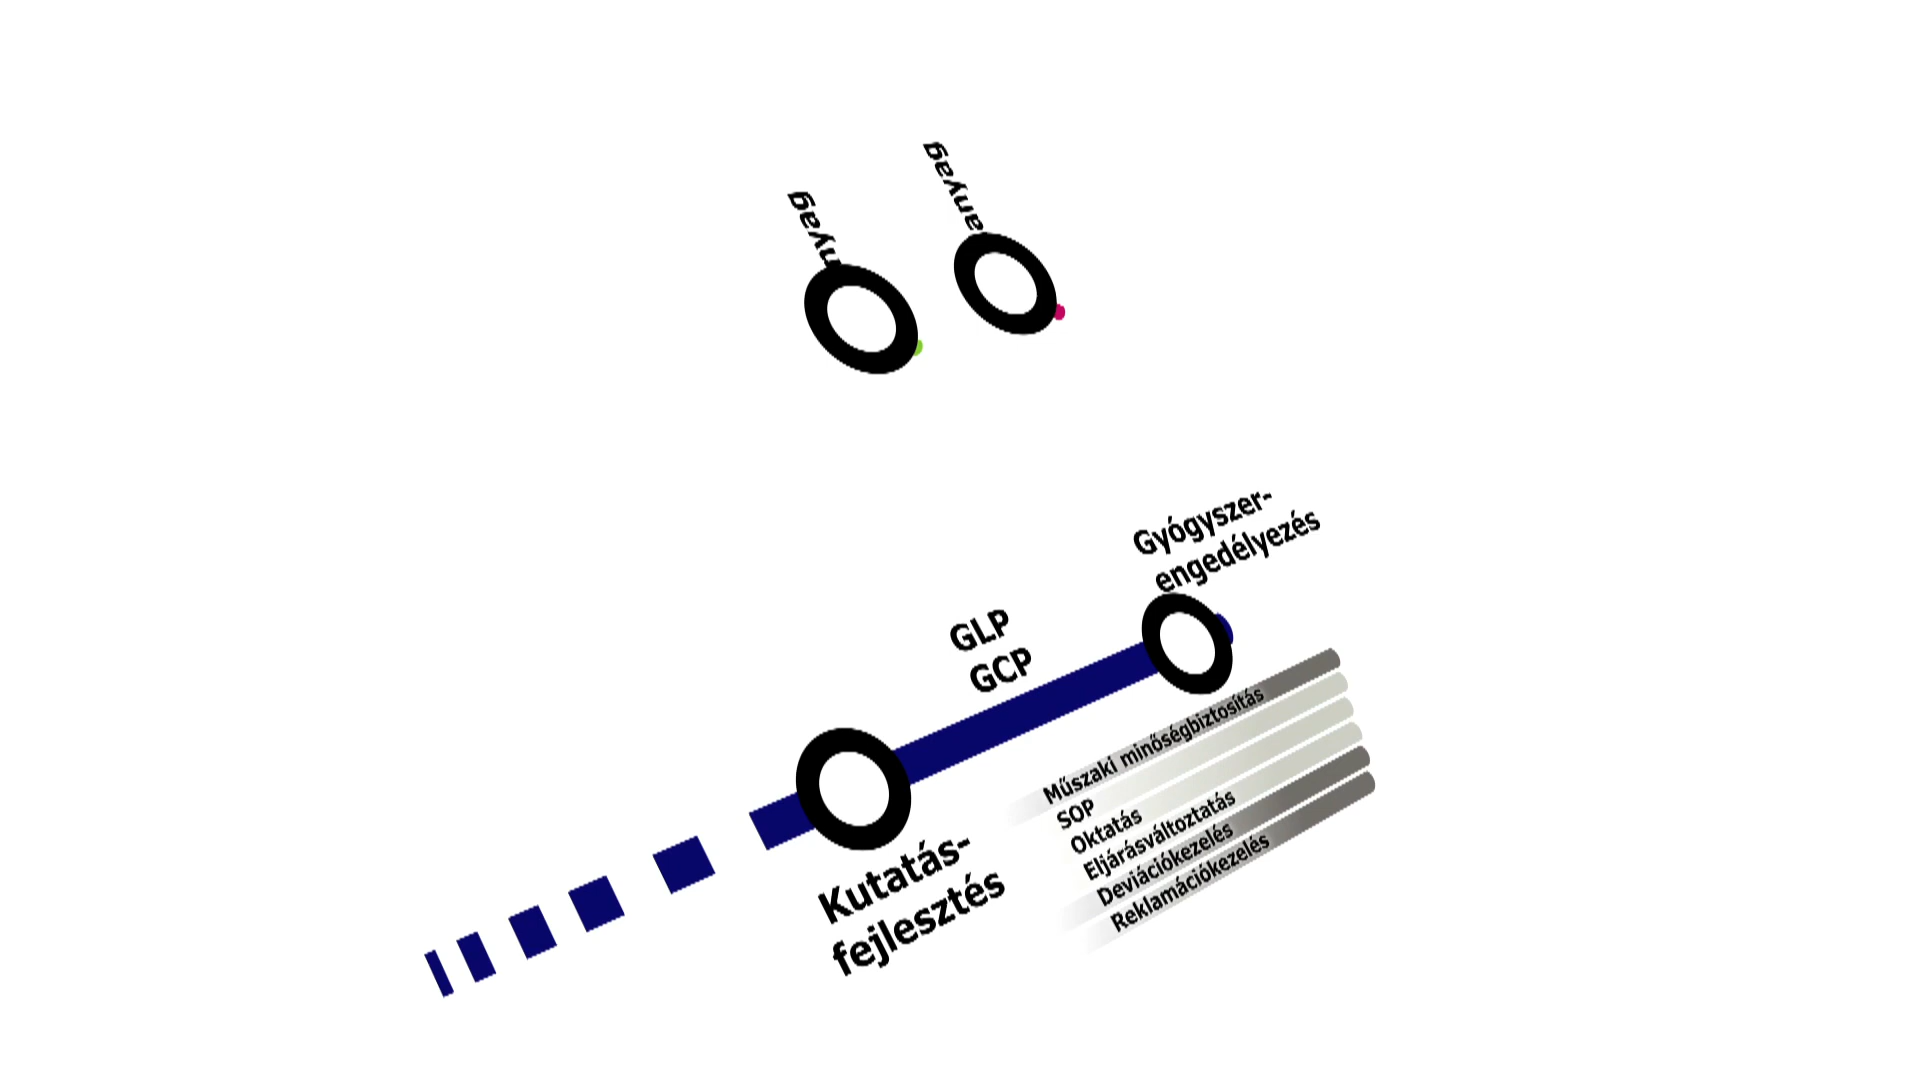 anyag
nyag
Gyógyszer-
engedélyezés
GLP
GCP
Műszaki minőségbiztosítás
SOP
Oktatás
Eljárásváltoztatás
Deviációkezelés
Reklamációkezelés
Kutatás-
fejlesztés